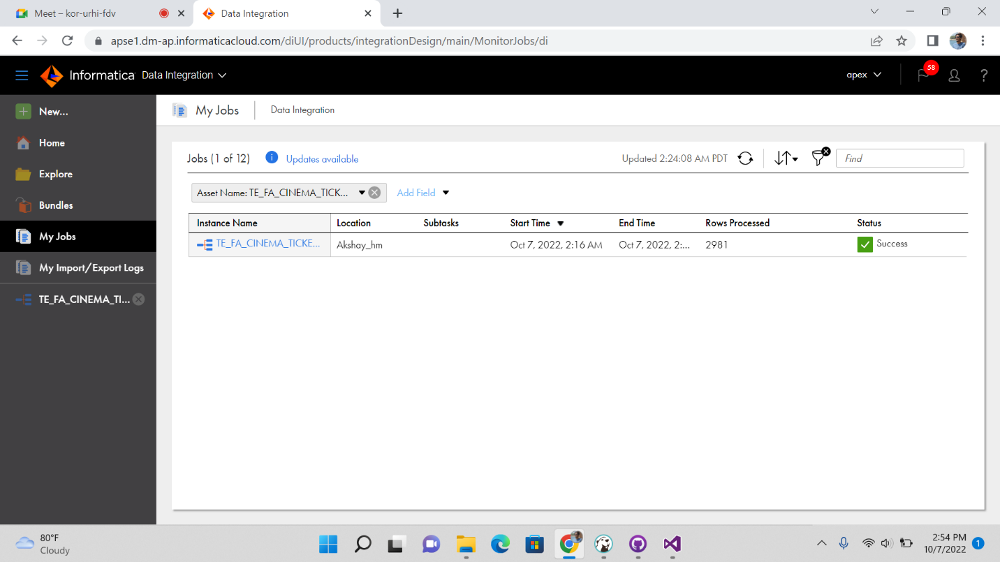 Meet – kor-urhi-fdv
Data Integration
apse1.dm-ap.informaticacloud.com/diUI/products/integrationDesign/main/MonitorJobs/di
Informatica Data Integration
apex
58
?
New...
Home
Explore
Bundles
My Jobs
My Import/Export Logs
TE_FA_CINEMA_TI...
My Jobs
Data Integration
Jobs (1 of 12)
Updates available
Updated 2:24:08 AM PDT
Find
Asset Name: TE_FA_CINEMA_TICK...
Add Field
Instance Name Location Subtasks Start Time End Time Rows Processed Status
TE_FA_CINEMA_TICKE... Akshay_hm Oct 7, 2022, 2:16 AM Oct 7, 2022, 2:... 2981 Success
80°F
Cloudy
2:54 PM
10/7/2022
1